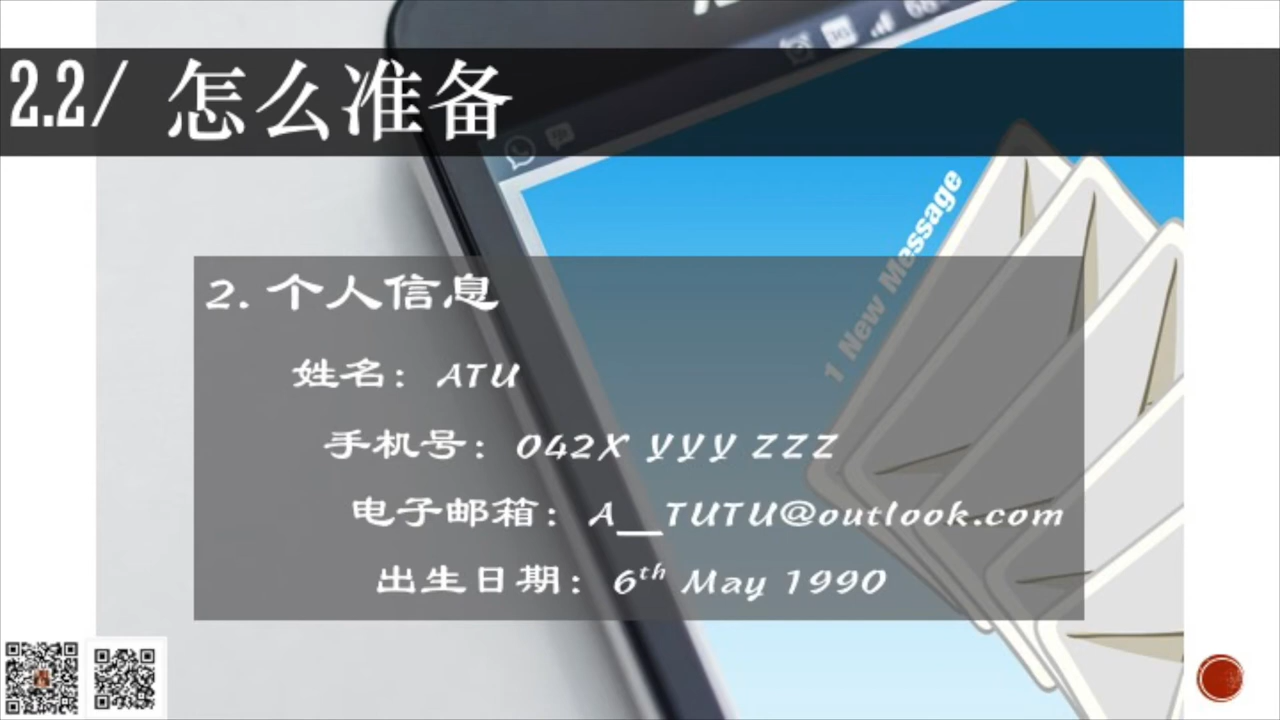 2.2/ 怎么准备
1 New Message
2. 个人信息
姓名：ATU
手机号：042X YYY ZZZ
电子邮箱：A__TUTU@outlook.com
出生日期：6th May 1990